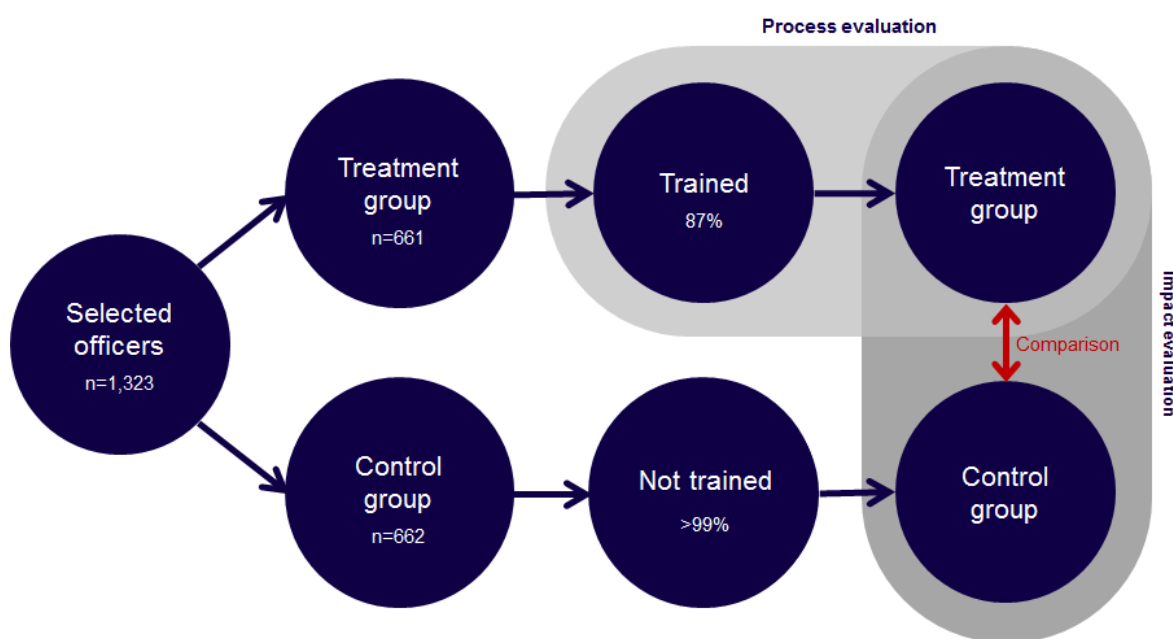 Process evaluation
Treatment
group
n=661
Trained
87%
Treatment
group
Selected
officers
n=1,323
Comparison
Impact evaluation
Control
group
n=662
Not trained
>99%
Control
group